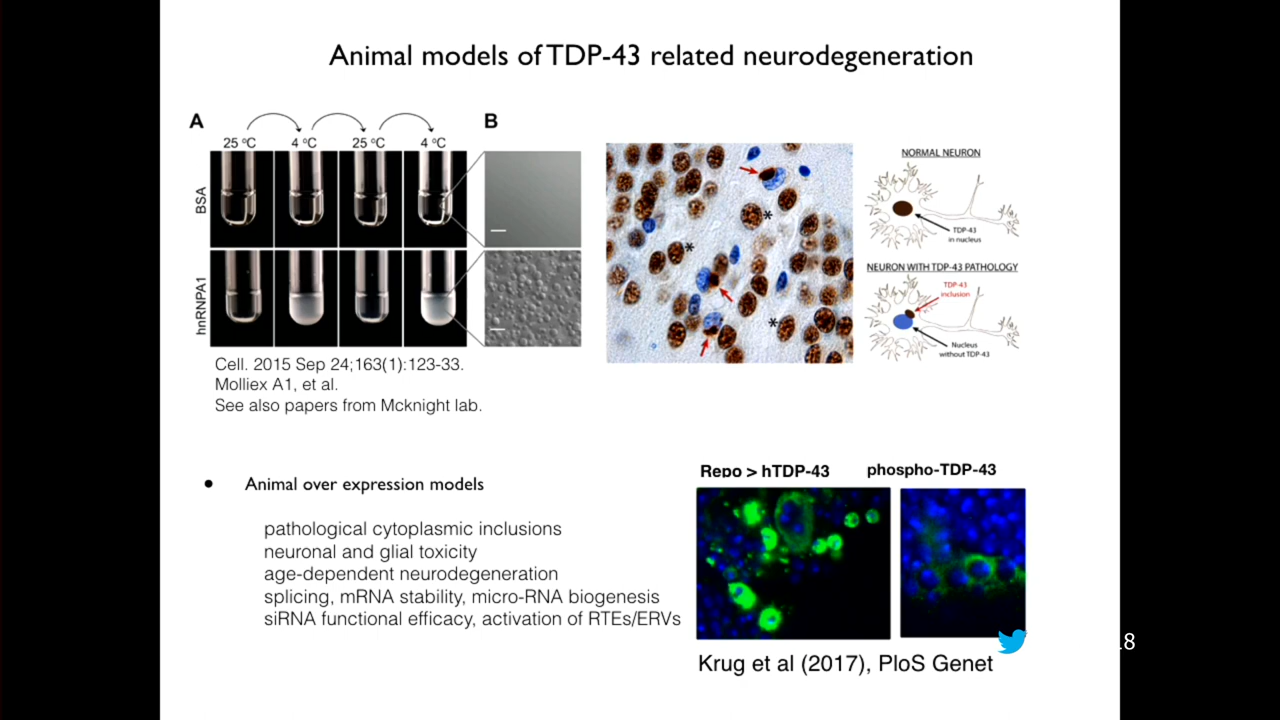 Animal models of TDP-43 related neurodegeneration
A
B
25 °C
4 °C
25 °C
4 °C
BSA
hnRNPA1
NORMAL NEURON
TDP-43
in nucleus
NEURON WITH TDP-43 PATHOLOGY
TDP-43
inclusion
Nucleus
without TDP-43
*
*
*
Cell. 2015 Sep 24;163(1):123-33.
Molliex A1, et al.
See also papers from Mcknight lab.
• Animal over expression models
pathological cytoplasmic inclusions
neuronal and glial toxicity
age-dependent neurodegeneration
splicing, mRNA stability, micro-RNA biogenesis
siRNA functional efficacy, activation of RTEs/ERVs
Repo > hTDP-43
phospho-TDP-43
Krug et al (2017), PloS Genet
8